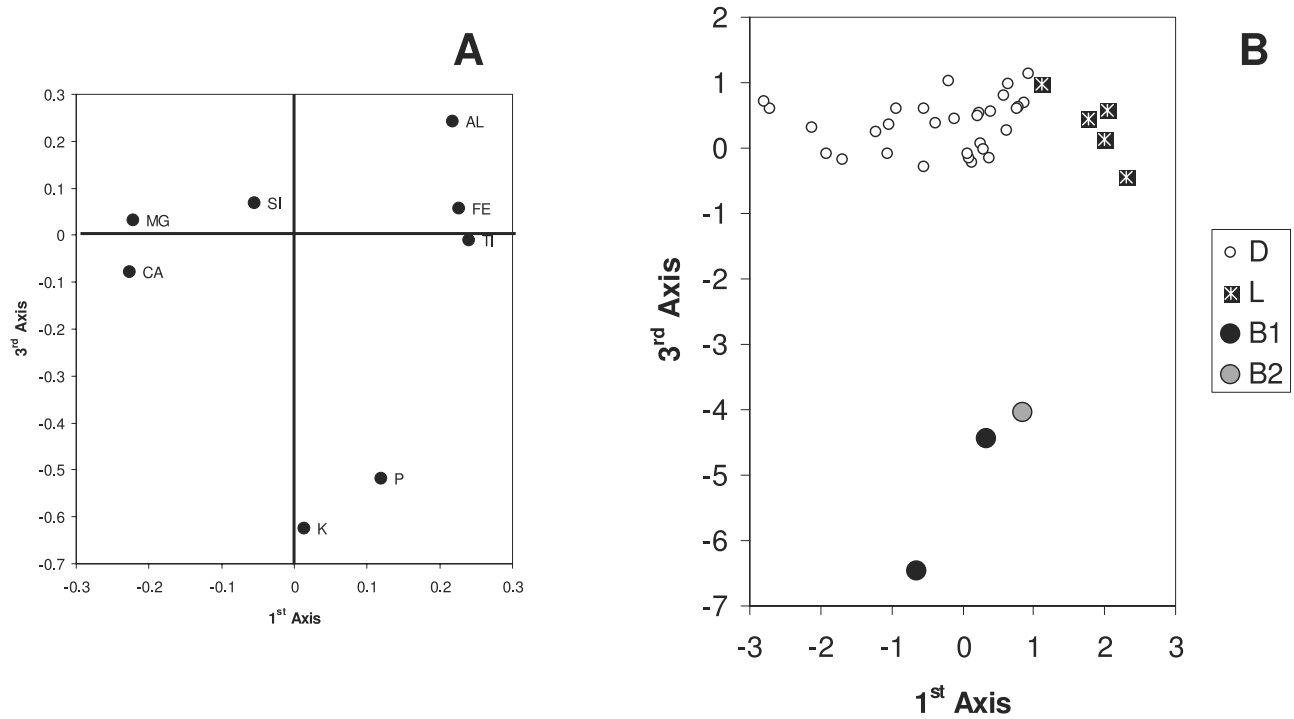 A
0.3
0.2
0.1
0
-0.1
-0.2
-0.3
-0.4
-0.5
-0.6
-0.7
3rd Axis
AL
SI
FE
MG
TI
CA
P
K
-0.3 -0.2 -0.1 0 0.1 0.2 0.3
1st Axis
B
2
1
0
-1
-2
-3
-4
-5
-6
-7
3rd Axis
-3 -2 -1 0 1 2 3
1st Axis
D
L
B1
B2